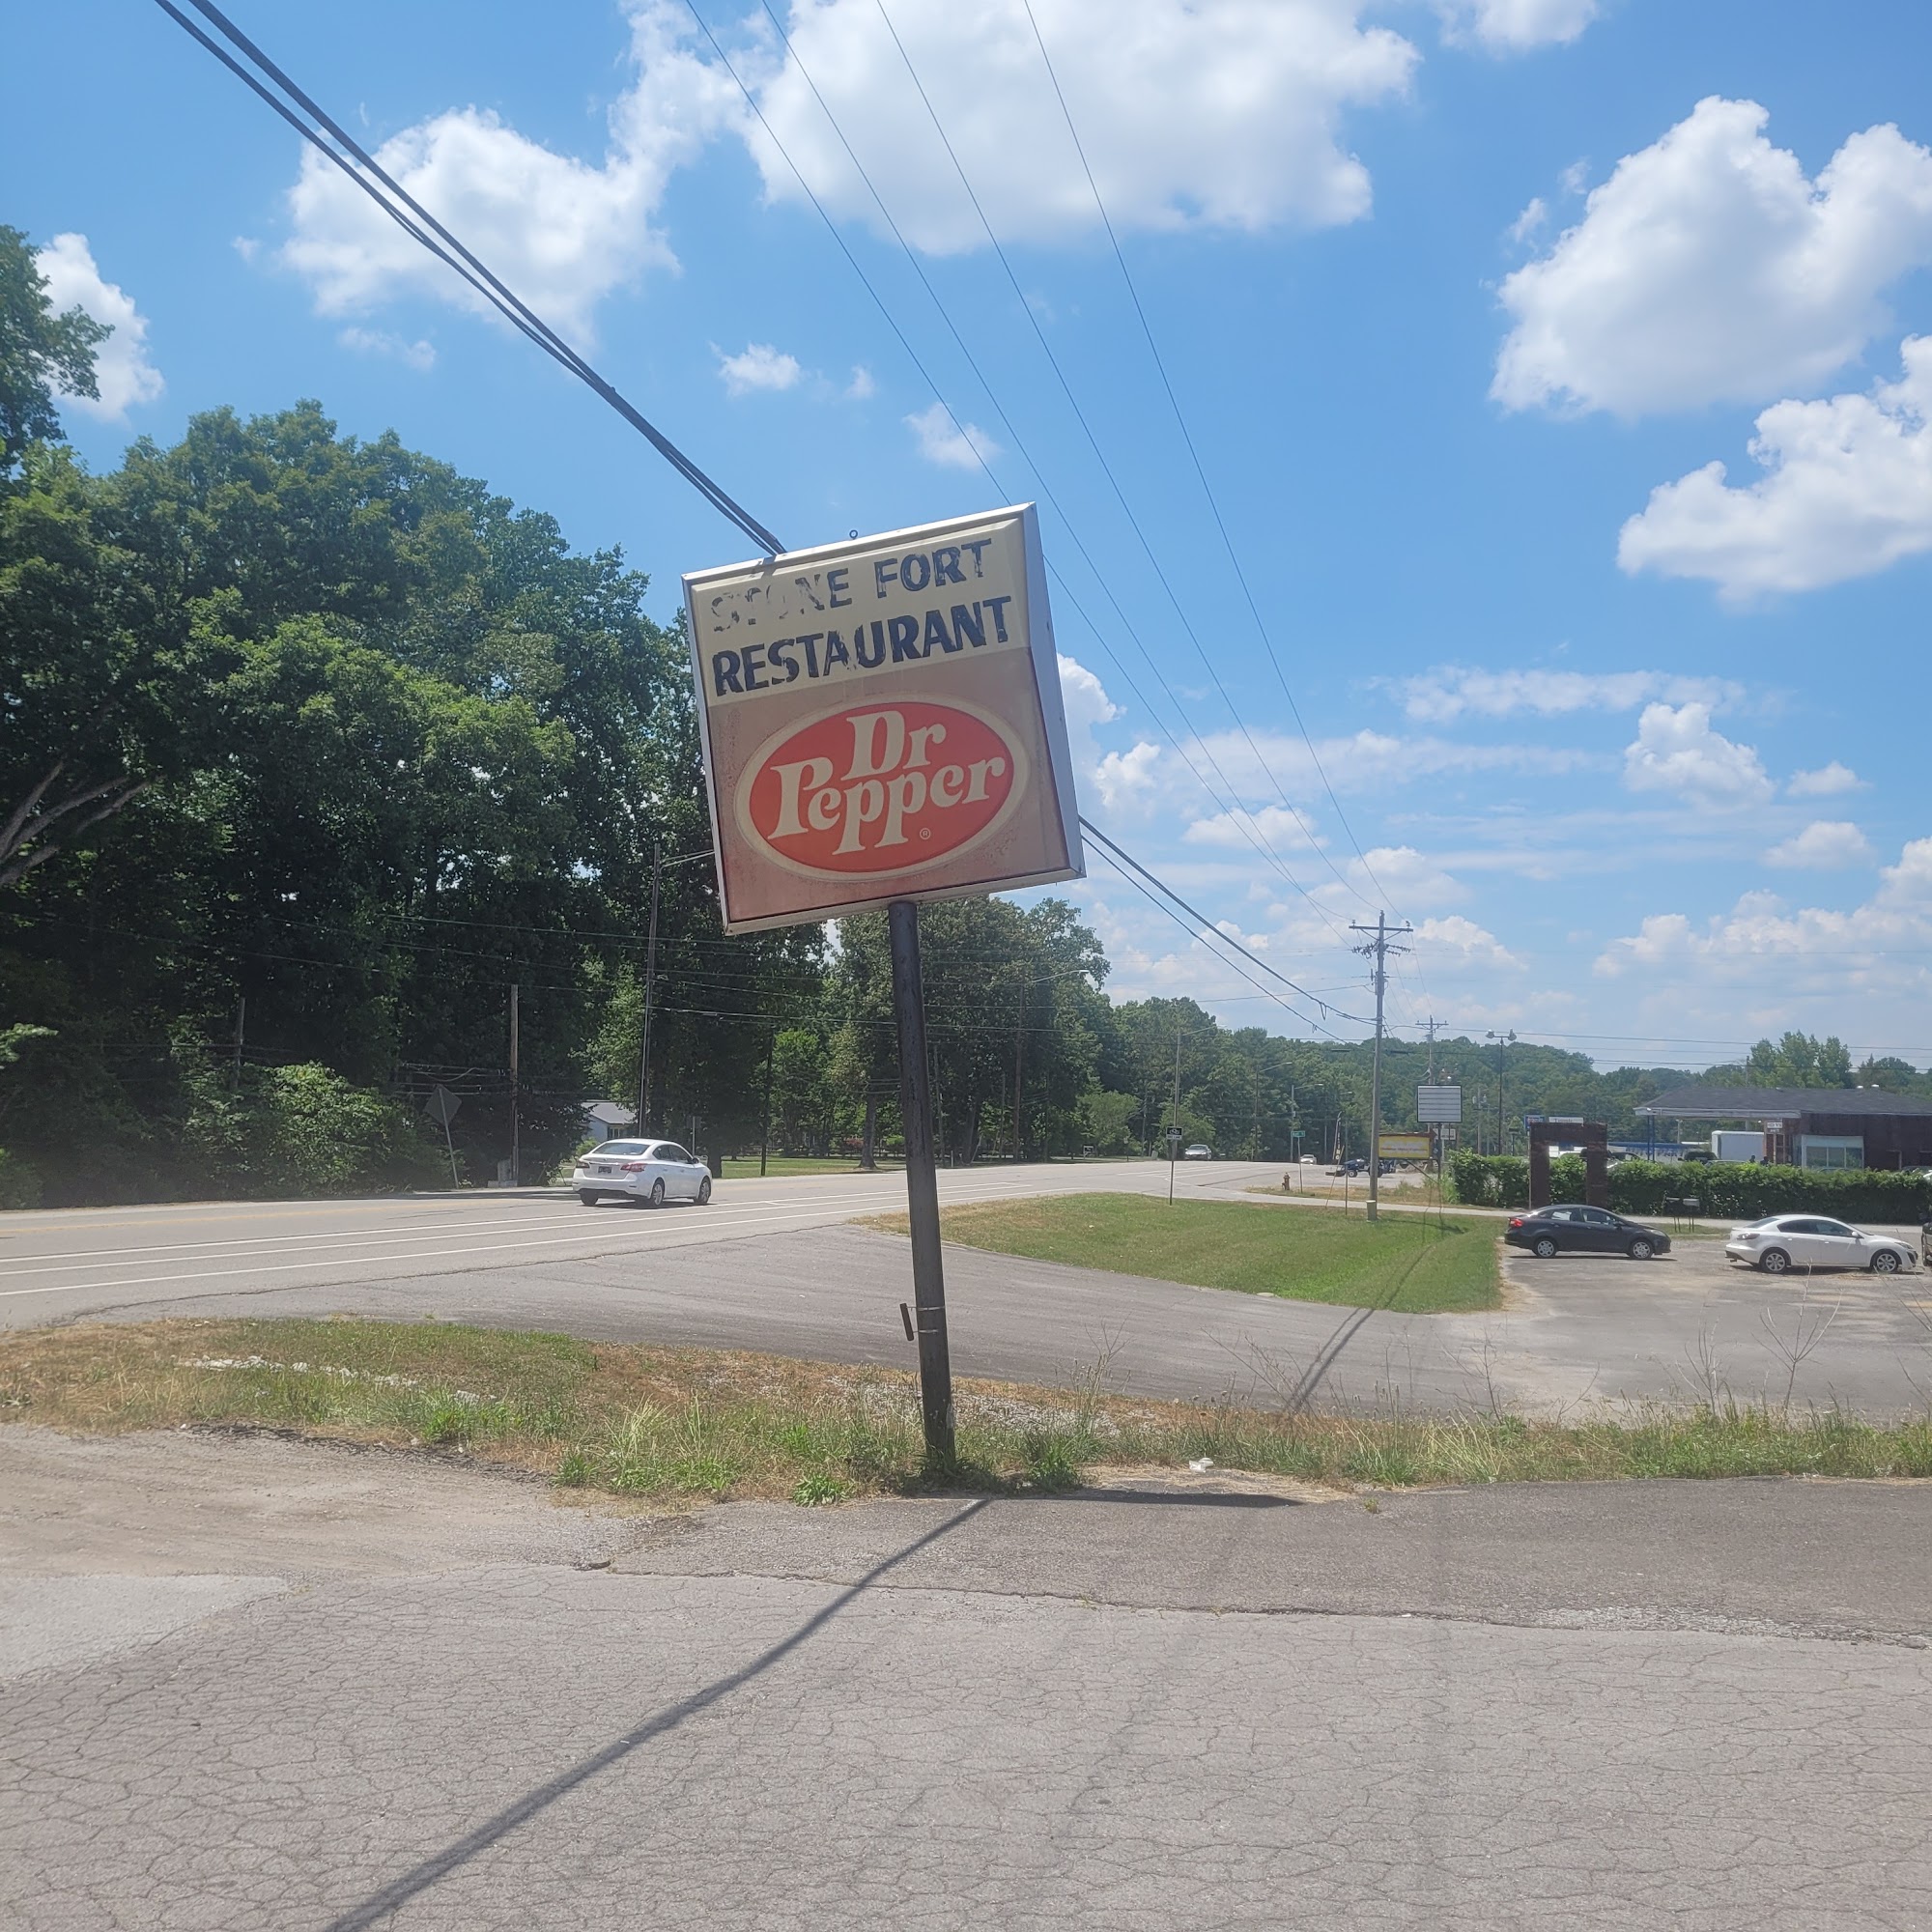 STONE FORT
RESTAURANT
Dr
Pepper
®